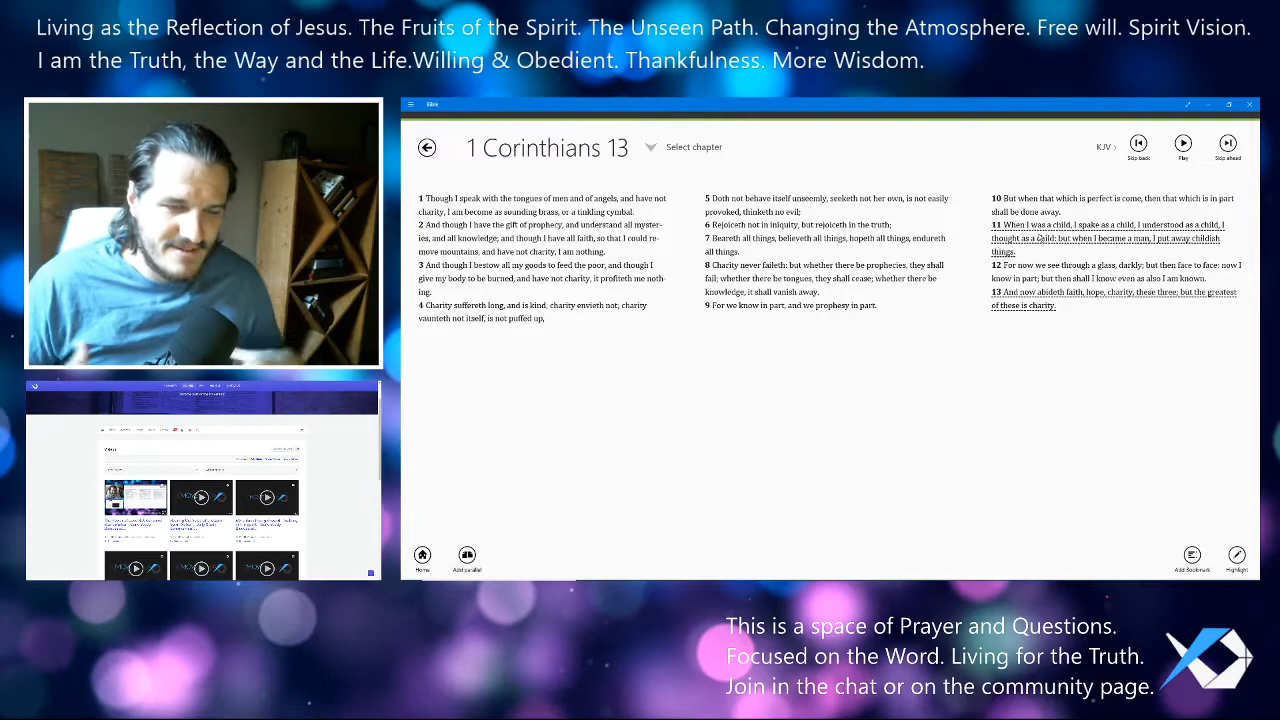 Living as the Reflection of Jesus. The Fruits of the Spirit. The Unseen Path. Changing the Atmosphere. Free will. Spirit Vision.
I am the Truth, the Way and the Life.Willing & Obedient. Thankfulness. More Wisdom.
Bible
1 Corinthians 13
Select chapter
KJV
Skip back
Play
Skip ahead
1 Though I speak with the tongues of men and of angels, and have not
charity, I am become as sounding brass, or a tinkling cymbal.
2 And though I have the gift of prophecy, and understand all myster-
ies, and all knowledge; and though I have all faith, so that I could re-
move mountains, and have not charity, I am nothing.
3 And though I bestow all my goods to feed the poor, and though I
give my body to be burned, and have not charity, it profiteth me noth-
ing.
4 Charity suffereth long, and is kind; charity envieth not; charity
vaunteth not itself, is not puffed up,
5 Doth not behave itself unseemly, seeketh not her own, is not easily
provoked, thinketh no evil;
6 Rejoiceth not in iniquity, but rejoiceth in the truth;
7 Beareth all things, believeth all things, hopeth all things, endureth
all things.
8 Charity never faileth: but whether there be prophecies, they shall
fail; whether there be tongues, they shall cease; whether there be
knowledge, it shall vanish away.
9 For we know in part, and we prophesy in part.
10 But when that which is perfect is come, then that which is in part
shall be done away.
11 When I was a child, I spake as a child, I understood as a child, I
thought as a child: but when I became a man, I put away childish
things.
12 For now we see through a glass, darkly; but then face to face: now I
know in part; but then shall I know even as also I am known.
13 And now abideth faith, hope, charity, these three; but the greatest
of these is charity.
Videos
Home
Add parallel
Add Bookmark
Highlight
This is a space of Prayer and Questions.
Focused on the Word. Living for the Truth.
Join in the chat or on the community page.